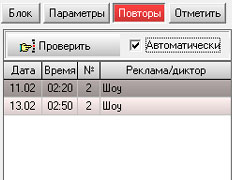 Блок Параметры Повторы Отметить
Проверить Автоматически
Дата Время № Реклама/диктор
11.02 02:20 2 Шоу
13.02 02:50 2 Шоу